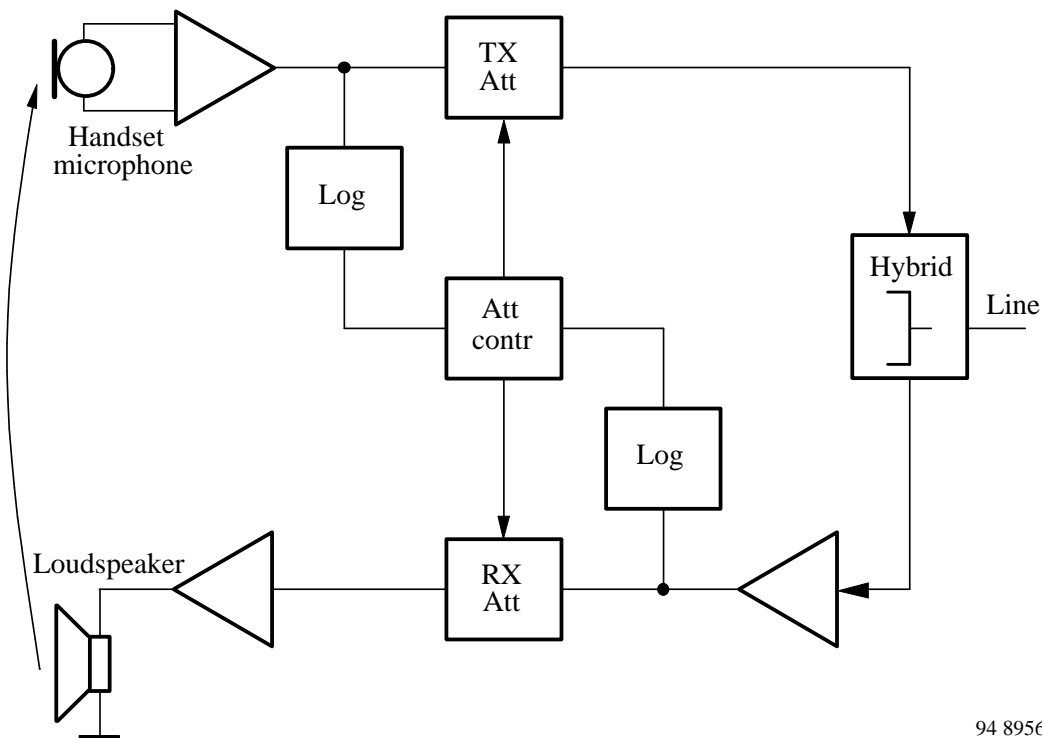 TX
Att
Handset
microphone
Log
Hybrid
Att
contr
Line
Log
Loudspeaker
RX
Att
94 8956